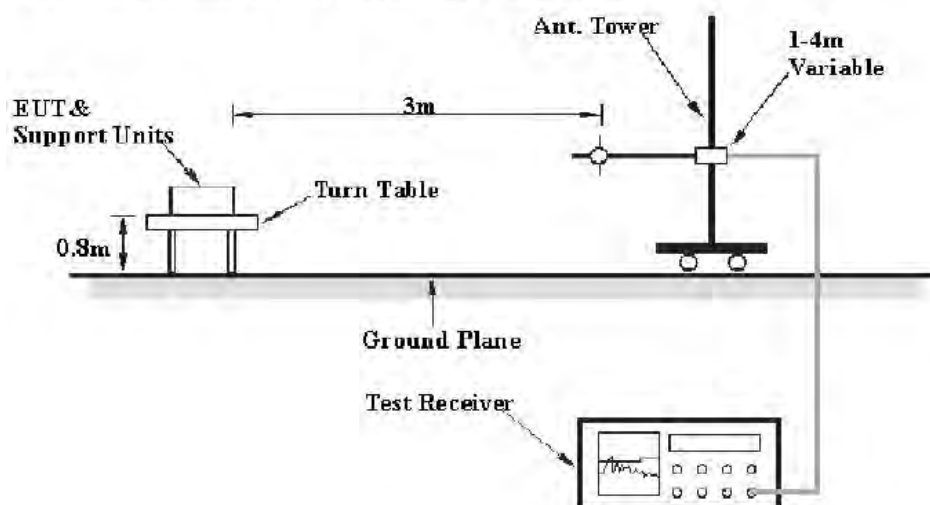 Ant. Tower
1-4m
Variable
EUT &
Support Units
3m
Turn Table
0.8m
Ground Plane
Test Receiver